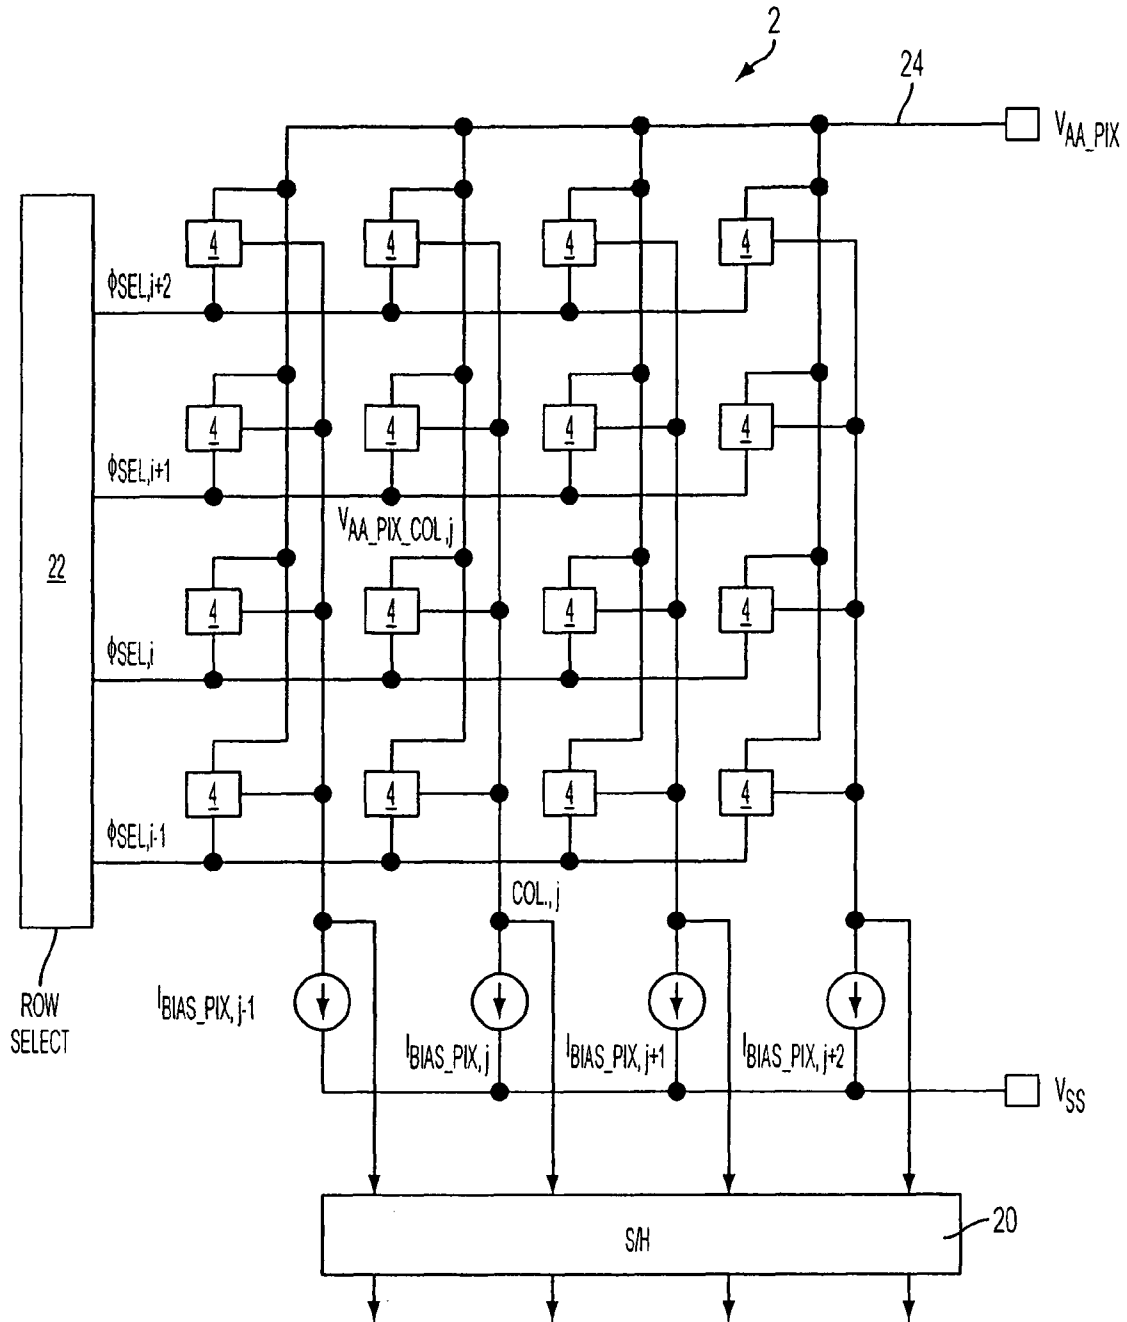 2
24
V_AA_PIX
4 4 4 4
ϕSEL,i+2
4 4 4 4
ϕSEL,i+1
V_AA_PIX_COL,j
22
4 4 4 4
ϕSEL,i
4 4 4 4
ϕSEL,i-1
COL.,j
ROW
SELECT
I_BIAS_PIX, j-1
I_BIAS_PIX, j
I_BIAS_PIX, j+1
I_BIAS_PIX, j+2
V_SS
S/H
20